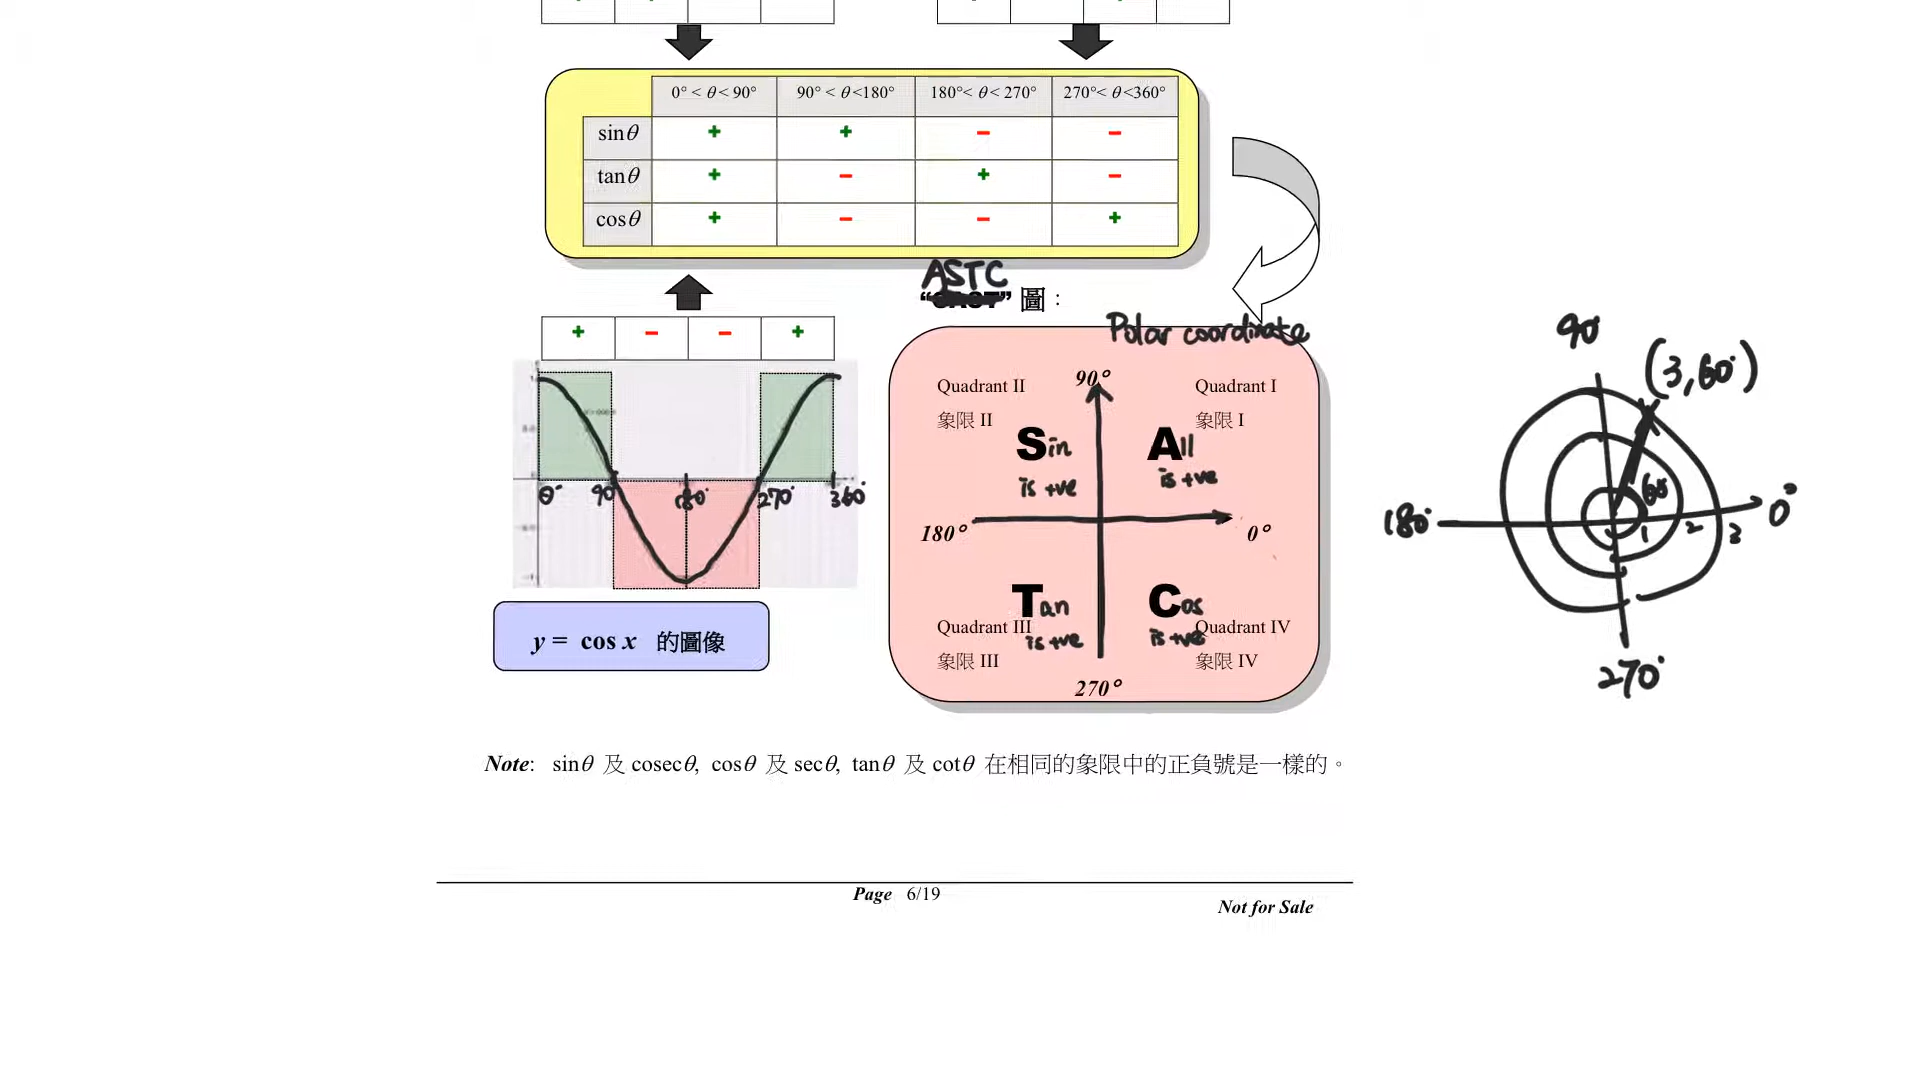 0° < θ < 90° 90° < θ <180° 180°< θ < 270° 270°< θ <360°
sinθ + + − −
tanθ + − + −
cosθ + − − +
ASTC
“ ” 圖：
+ − − +
0° 90° 180° 270° 360°
y = cos x 的圖像
Polar coordinate
90°
Quadrant II
象限 II
Sin
is +ve
Quadrant I
象限 I
All
is +ve
180°
0°
Tan
is +ve
Quadrant III
象限 III
Cos
is +ve
Quadrant IV
象限 IV
270°
90°
(3,60°)
60°
180°
1 2 3
0°
270°
Note: sinθ 及 cosecθ, cosθ 及 secθ, tanθ 及 cotθ 在相同的象限中的正負號是一樣的。
Page 6/19
Not for Sale